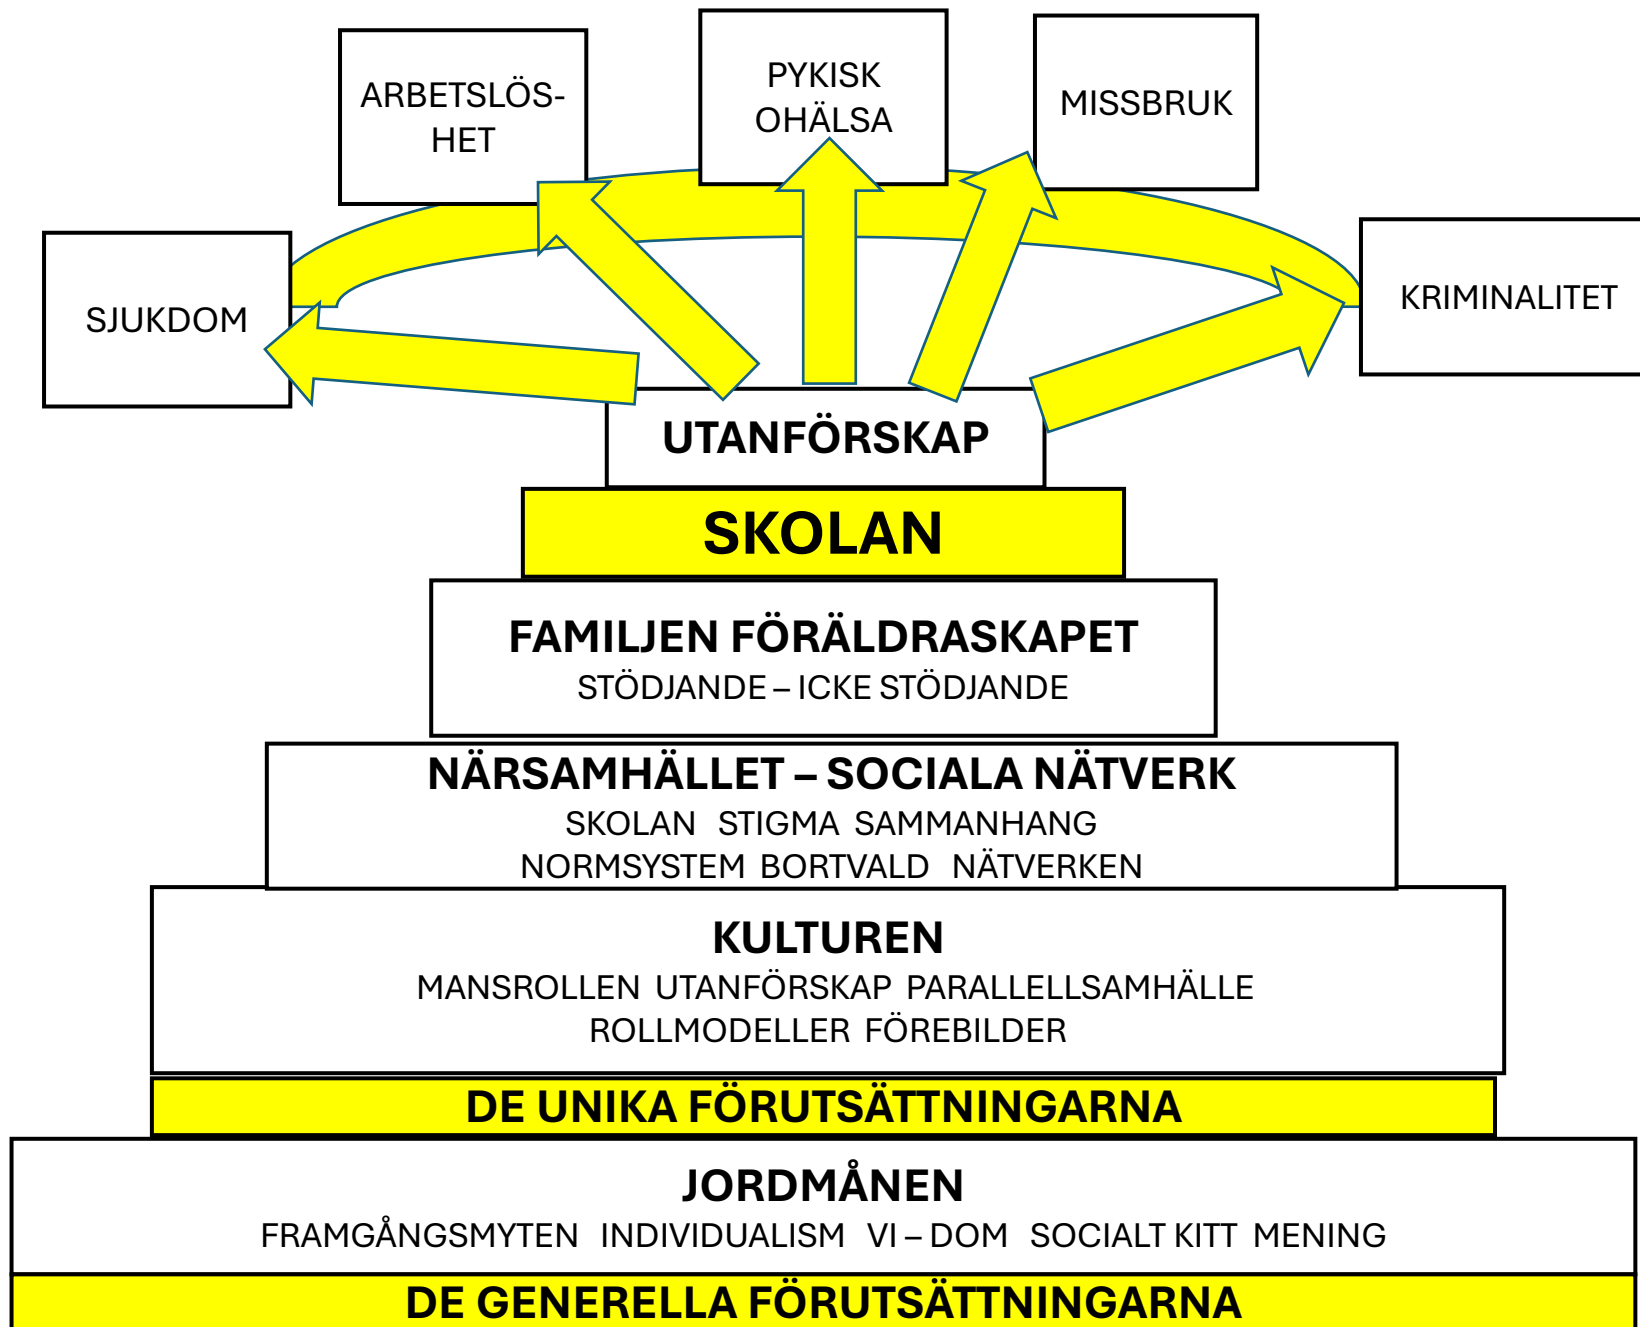 ARBETSLÖS-
HET
PYKISK
OHÄLSA
MISSBRUK
SJUKDOM
KRIMINALITET
UTANFÖRSKAP
SKOLAN
FAMILJEN FÖRÄLDRASKAPET
STÖDJANDE – ICKE STÖDJANDE
NÄRSAMHÄLLET – SOCIALA NÄTVERK
SKOLAN STIGMA SAMMANHANG
NORMSYSTEM BORTVALD NÄTVERKEN
KULTUREN
MANSROLLEN UTANFÖRSKAP PARALLELLSAMHÄLLE
ROLLMODELLER FÖREBILDER
DE UNIKA FÖRUTSÄTTNINGARNA
JORDMÅNEN
FRAMGÅNGSMYTEN INDIVIDUALISM VI – DOM SOCIALT KITT MENING
DE GENERELLA FÖRUTSÄTTNINGARNA